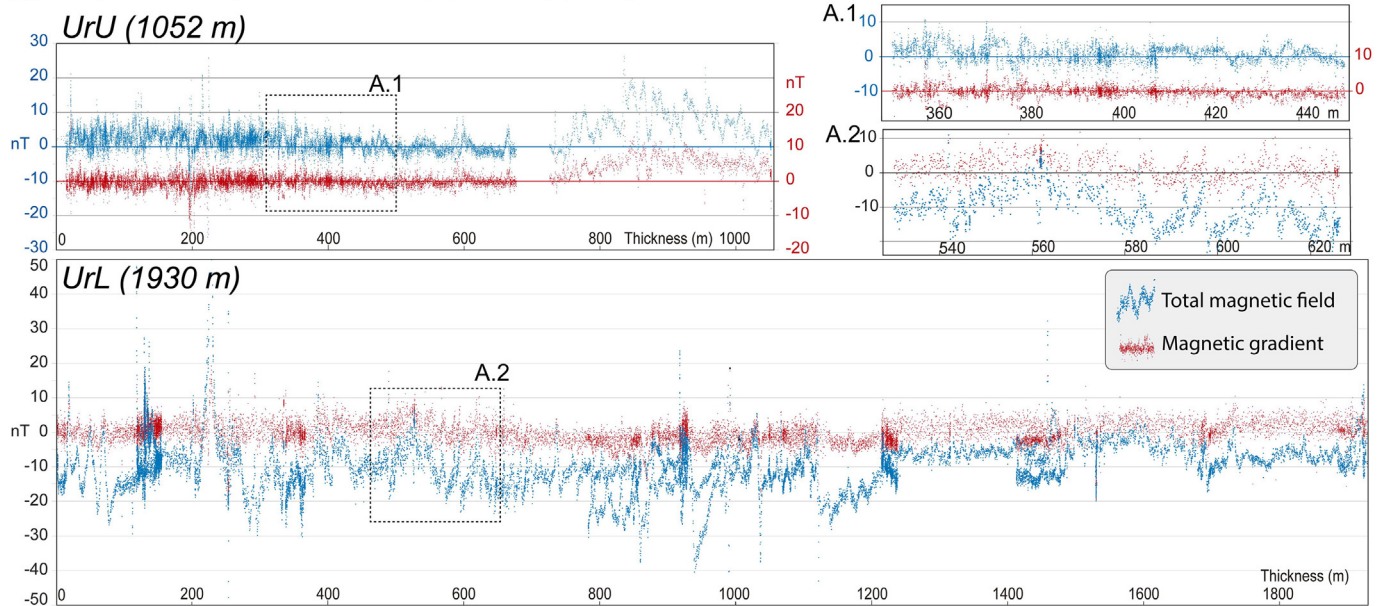 UrU (1052 m)
30
20
10
nT 0
-10
-20
-30
0 200 400 600 800 Thickness (m) 1000
A.1
nT
20
10
0
-10
-20
A.1
10
0
-10
10
0
360 380 400 420 440 m
A.2
10
0
-10
540 560 580 600 620 m
UrL (1930 m)
50
40
30
20
10
nT 0
-10
-20
-30
-40
-50
A.2
Total magnetic field
Magnetic gradient
Thickness (m)
0 200 400 600 800 1000 1200 1400 1600 1800